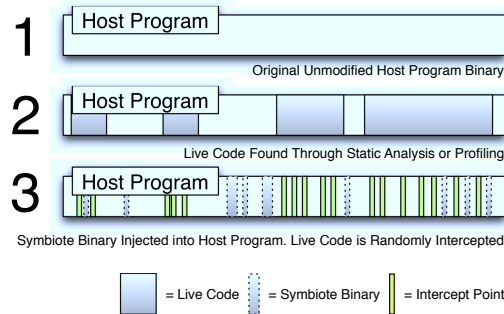 1
Host Program
Original Unmodified Host Program Binary
2
Host Program
Live Code Found Through Static Analysis or Profiling
3
Host Program
Symbiote Binary Injected into Host Program. Live Code is Randomly Intercepted
= Live Code
= Symbiote Binary
= Intercept Point